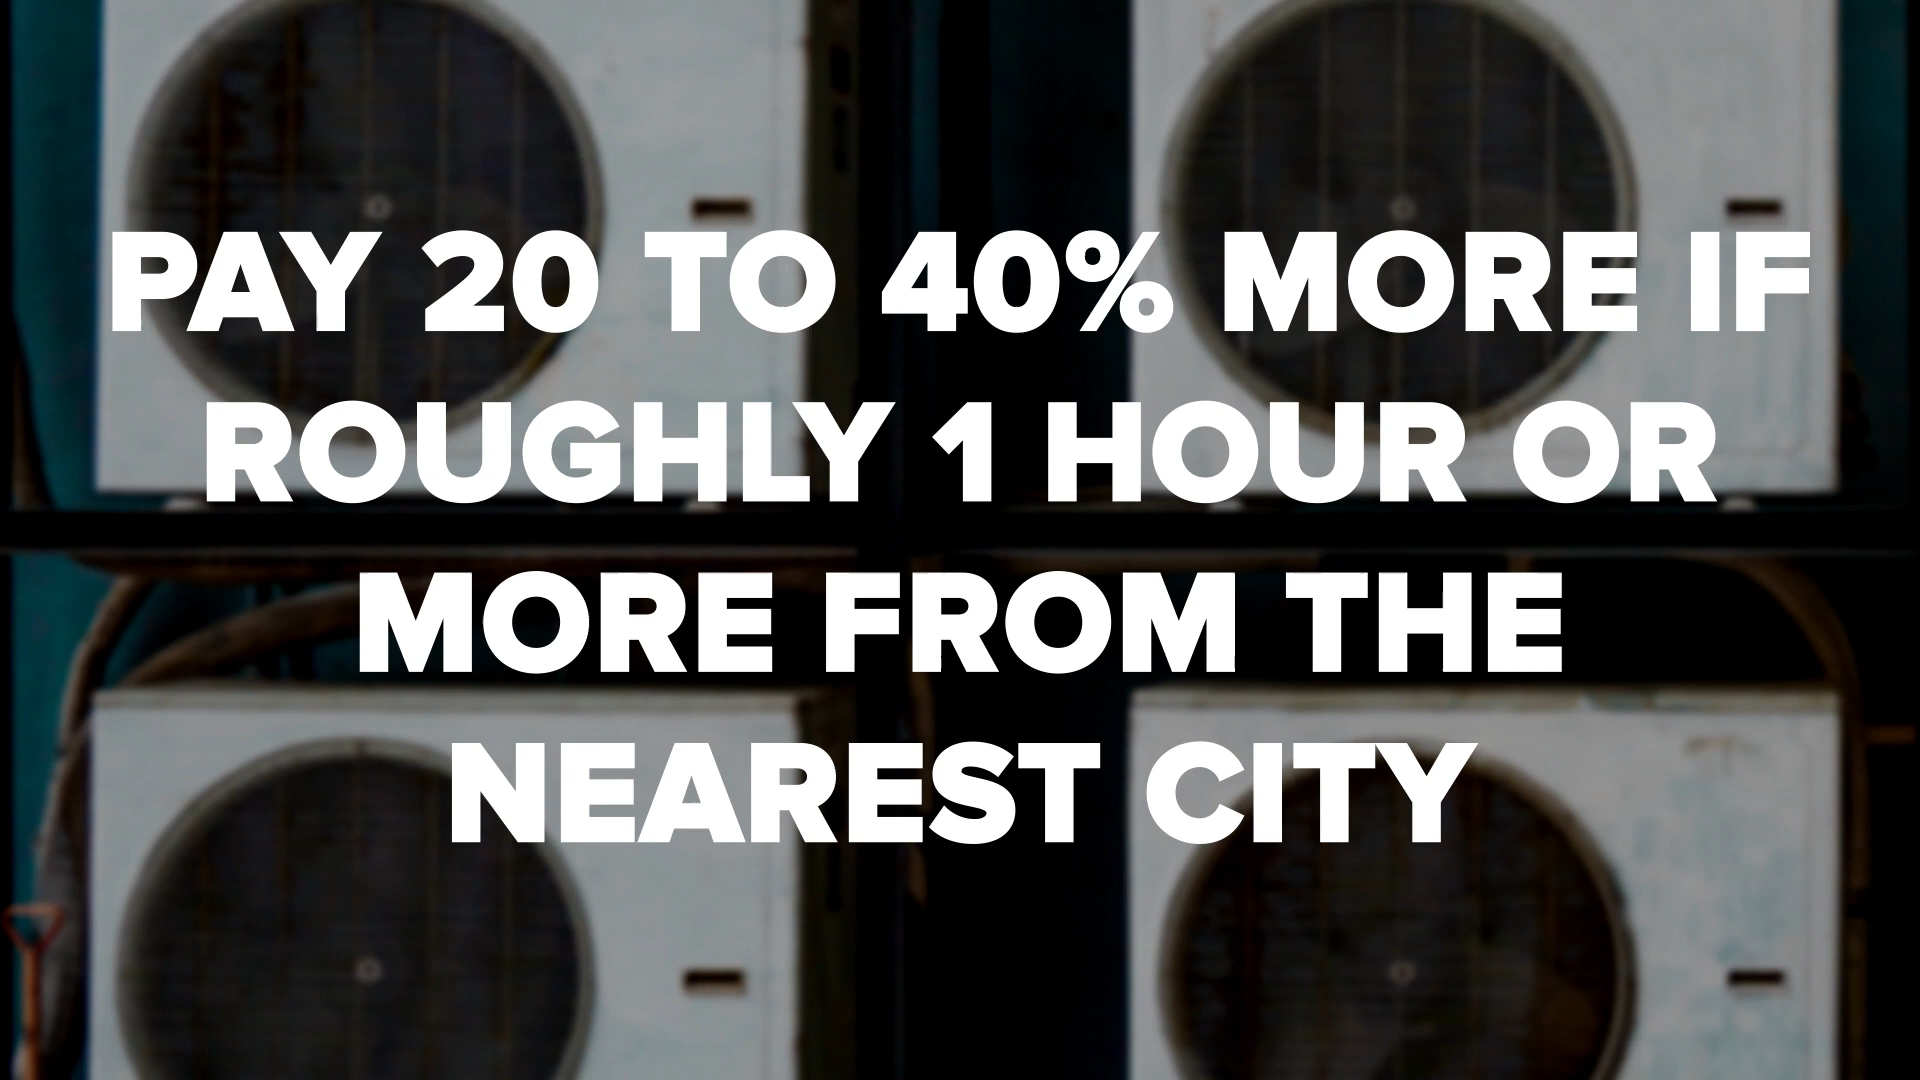 PAY 20 TO 40% MORE IF
ROUGHLY 1 HOUR OR
MORE FROM THE
NEAREST CITY